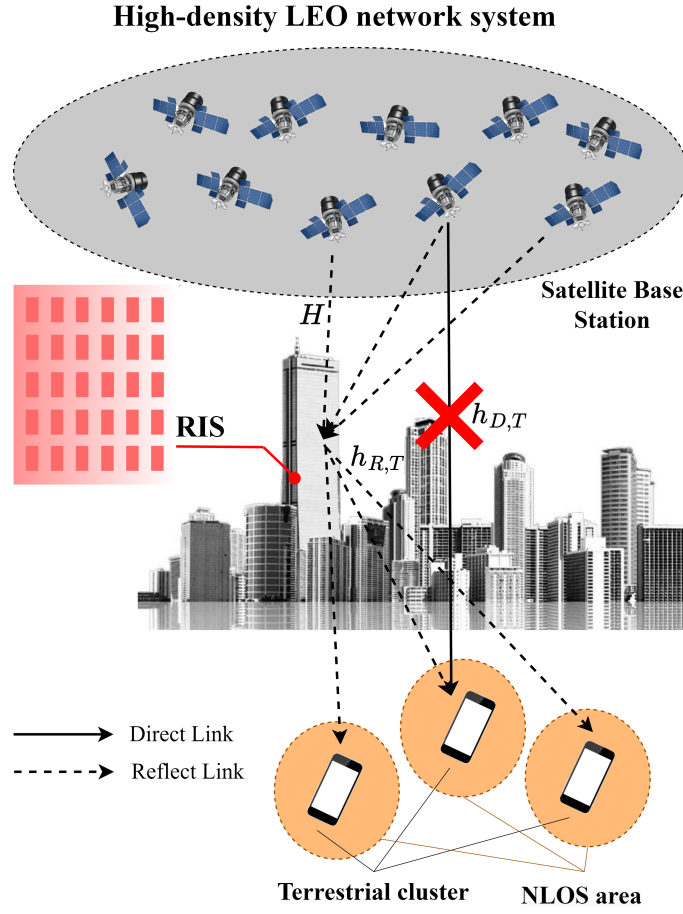 High-density LEO network system
Satellite Base
Station
H
RIS
h_{D,T}
h_{R,T}
Direct Link
Reflect Link
Terrestrial cluster
NLOS area